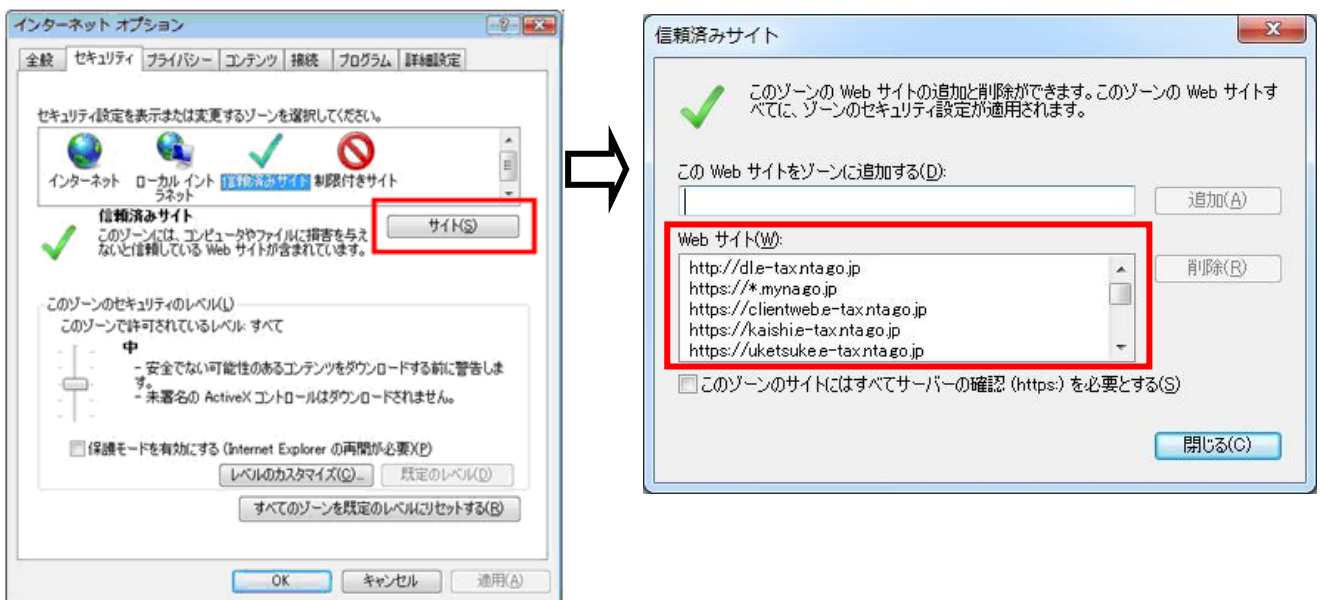 インターネット オプション
全般 セキュリティ プライバシー コンテンツ 接続 プログラム 詳細設定
セキュリティ設定を表示または変更するゾーンを選択してください。
インターネット
ローカル イント
ラネット
信頼済みサイト
制限付きサイト
信頼済みサイト
このゾーンには、コンピュータやファイルに損害を与え
ないと信頼している Web サイトが含まれています。
サイト(S)
このゾーンのセキュリティのレベル(L)
このゾーンで許可されているレベル: すべて
中
- 安全でない可能性のあるコンテンツをダウンロードする前に警告しま
す。
- 未署名の ActiveX コントロールはダウンロードされません。
保護モードを有効にする (Internet Explorer の再開が必要)(P)
レベルのカスタマイズ(C)...
既定のレベル(D)
すべてのゾーンを既定のレベルにリセットする(R)
OK
キャンセル
適用(A)
信頼済みサイト
このゾーンの Web サイトの追加と削除ができます。このゾーンの Web サイトす
べてに、ゾーンのセキュリティ設定が適用されます。
この Web サイトをゾーンに追加する(D):
追加(A)
Web サイト(W):
http://dl.e-tax.nta.go.jp
https://*.myna.go.jp
https://clientweb.e-tax.nta.go.jp
https://kaishi.e-tax.nta.go.jp
https://uketsuke.e-tax.nta.go.jp
削除(R)
このゾーンのサイトにはすべてサーバーの確認 (https:) を必要とする(S)
閉じる(C)